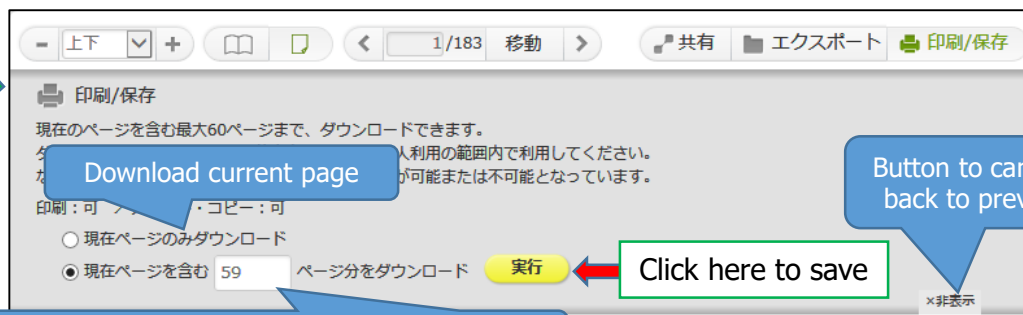 - 上下 + < 1/183 移動 > 共有 エクスポート 印刷/保存
印刷/保存
現在のページを含む最大60ページまで、ダウンロードできます。
人利用の範囲内で利用してください。
が可能または不可能となっています。
Download current page
Button to can
back to prev
印刷:可 ・コピー:可
現在ページのみダウンロード
現在ページを含む 59 ページ分をダウンロード 実行
Click here to save
×非表示